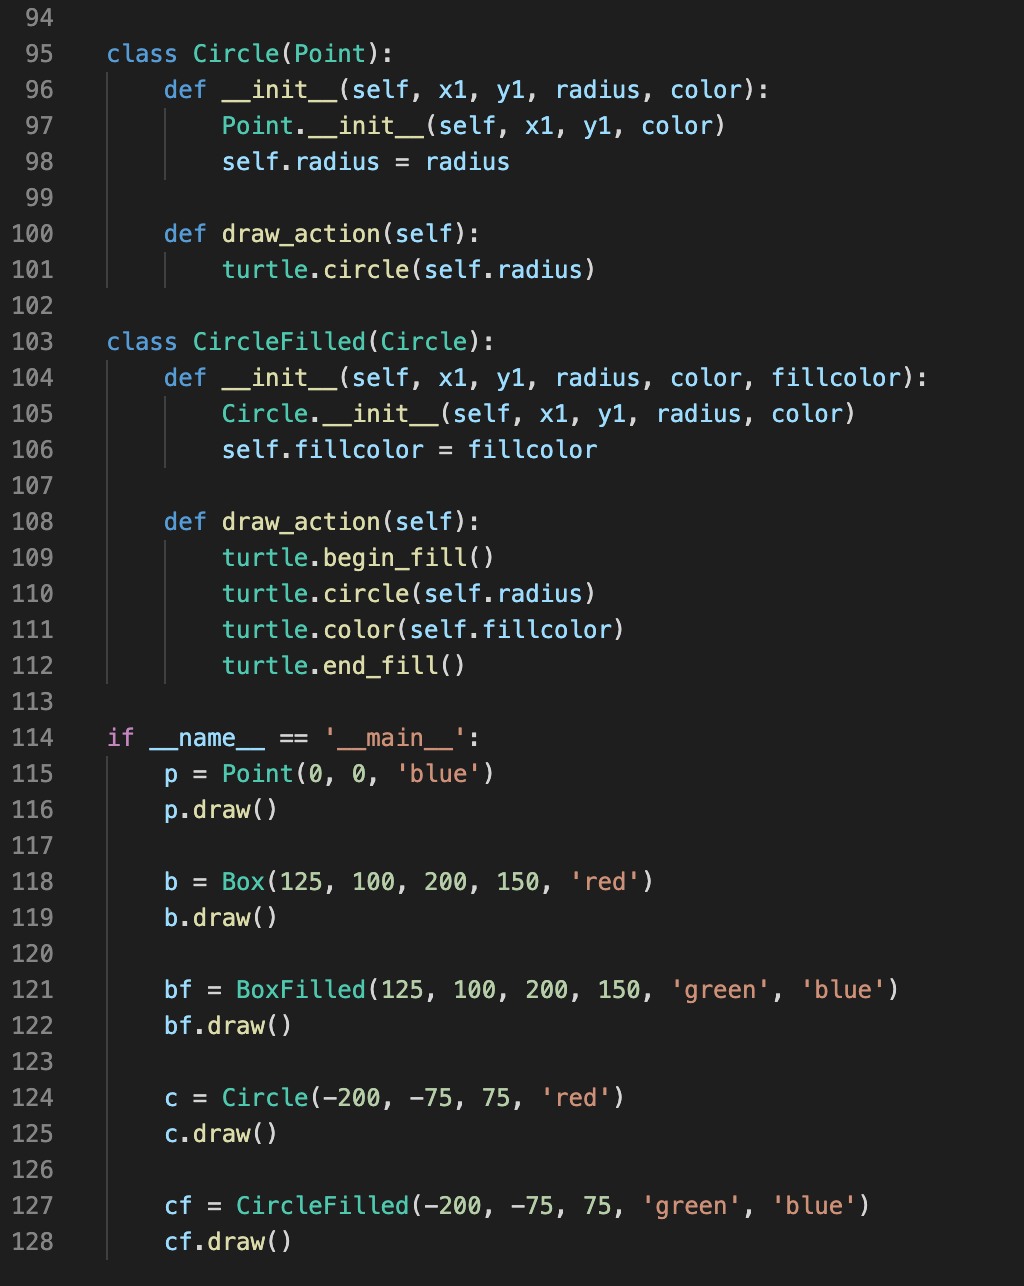 94
95 class Circle(Point):
96     def __init__(self, x1, y1, radius, color):
97         Point.__init__(self, x1, y1, color)
98         self.radius = radius
99
100     def draw_action(self):
101         turtle.circle(self.radius)
102
103 class CircleFilled(Circle):
104     def __init__(self, x1, y1, radius, color, fillcolor):
105         Circle.__init__(self, x1, y1, radius, color)
106         self.fillcolor = fillcolor
107
108     def draw_action(self):
109         turtle.begin_fill()
110         turtle.circle(self.radius)
111         turtle.color(self.fillcolor)
112         turtle.end_fill()
113
114 if __name__ == '__main__':
115     p = Point(0, 0, 'blue')
116     p.draw()
117
118     b = Box(125, 100, 200, 150, 'red')
119     b.draw()
120
121     bf = BoxFilled(125, 100, 200, 150, 'green', 'blue')
122     bf.draw()
123
124     c = Circle(-200, -75, 75, 'red')
125     c.draw()
126
127     cf = CircleFilled(-200, -75, 75, 'green', 'blue')
128     cf.draw()